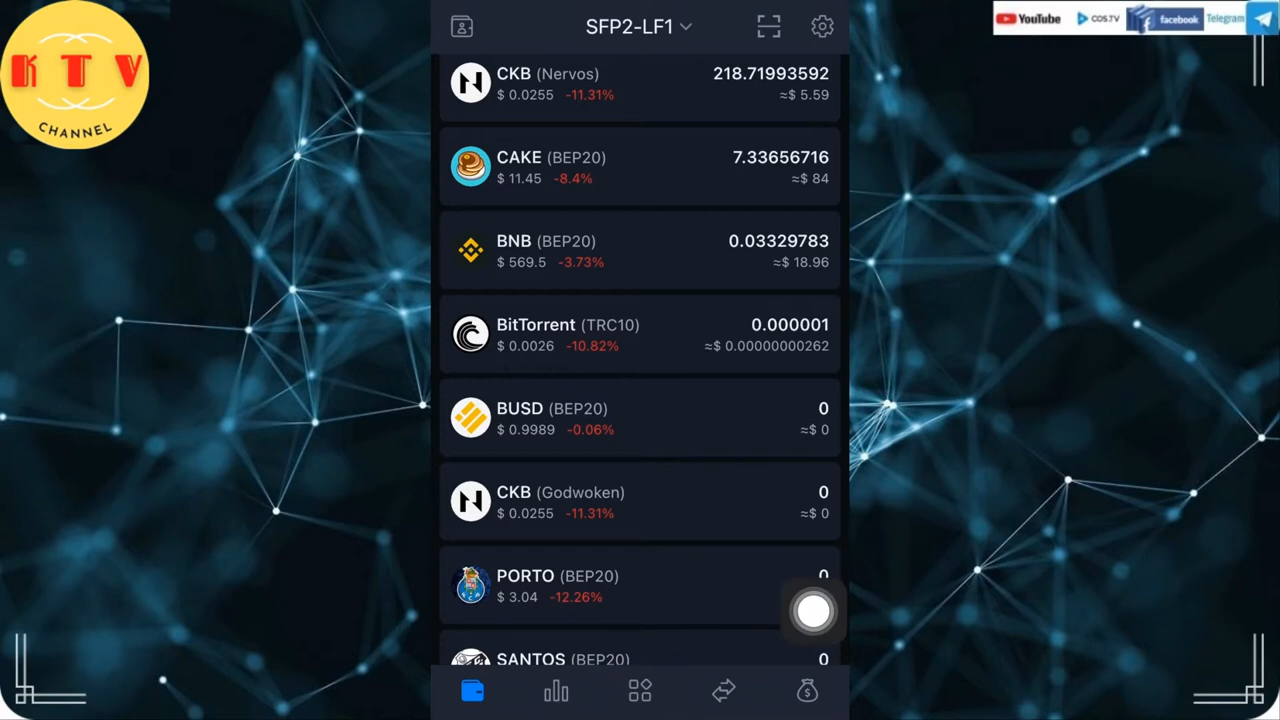 KTV
CHANNEL
YouTube
COS.TV
facebook
Telegram
SFP2-LF1
CKB (Nervos)
218.71993592
$ 0.0255 -11.31%
≈$ 5.59
CAKE (BEP20)
7.33656716
$ 11.45 -8.4%
≈$ 84
BNB (BEP20)
0.03329783
$ 569.5 -3.73%
≈$ 18.96
BitTorrent (TRC10)
0.000001
$ 0.0026 -10.82%
≈$ 0.00000000262
BUSD (BEP20)
0
$ 0.9989 -0.06%
≈$ 0
CKB (Godwoken)
0
$ 0.0255 -11.31%
≈$ 0
PORTO (BEP20)
0
$ 3.04 -12.26%
SANTOS (BEP20)
0